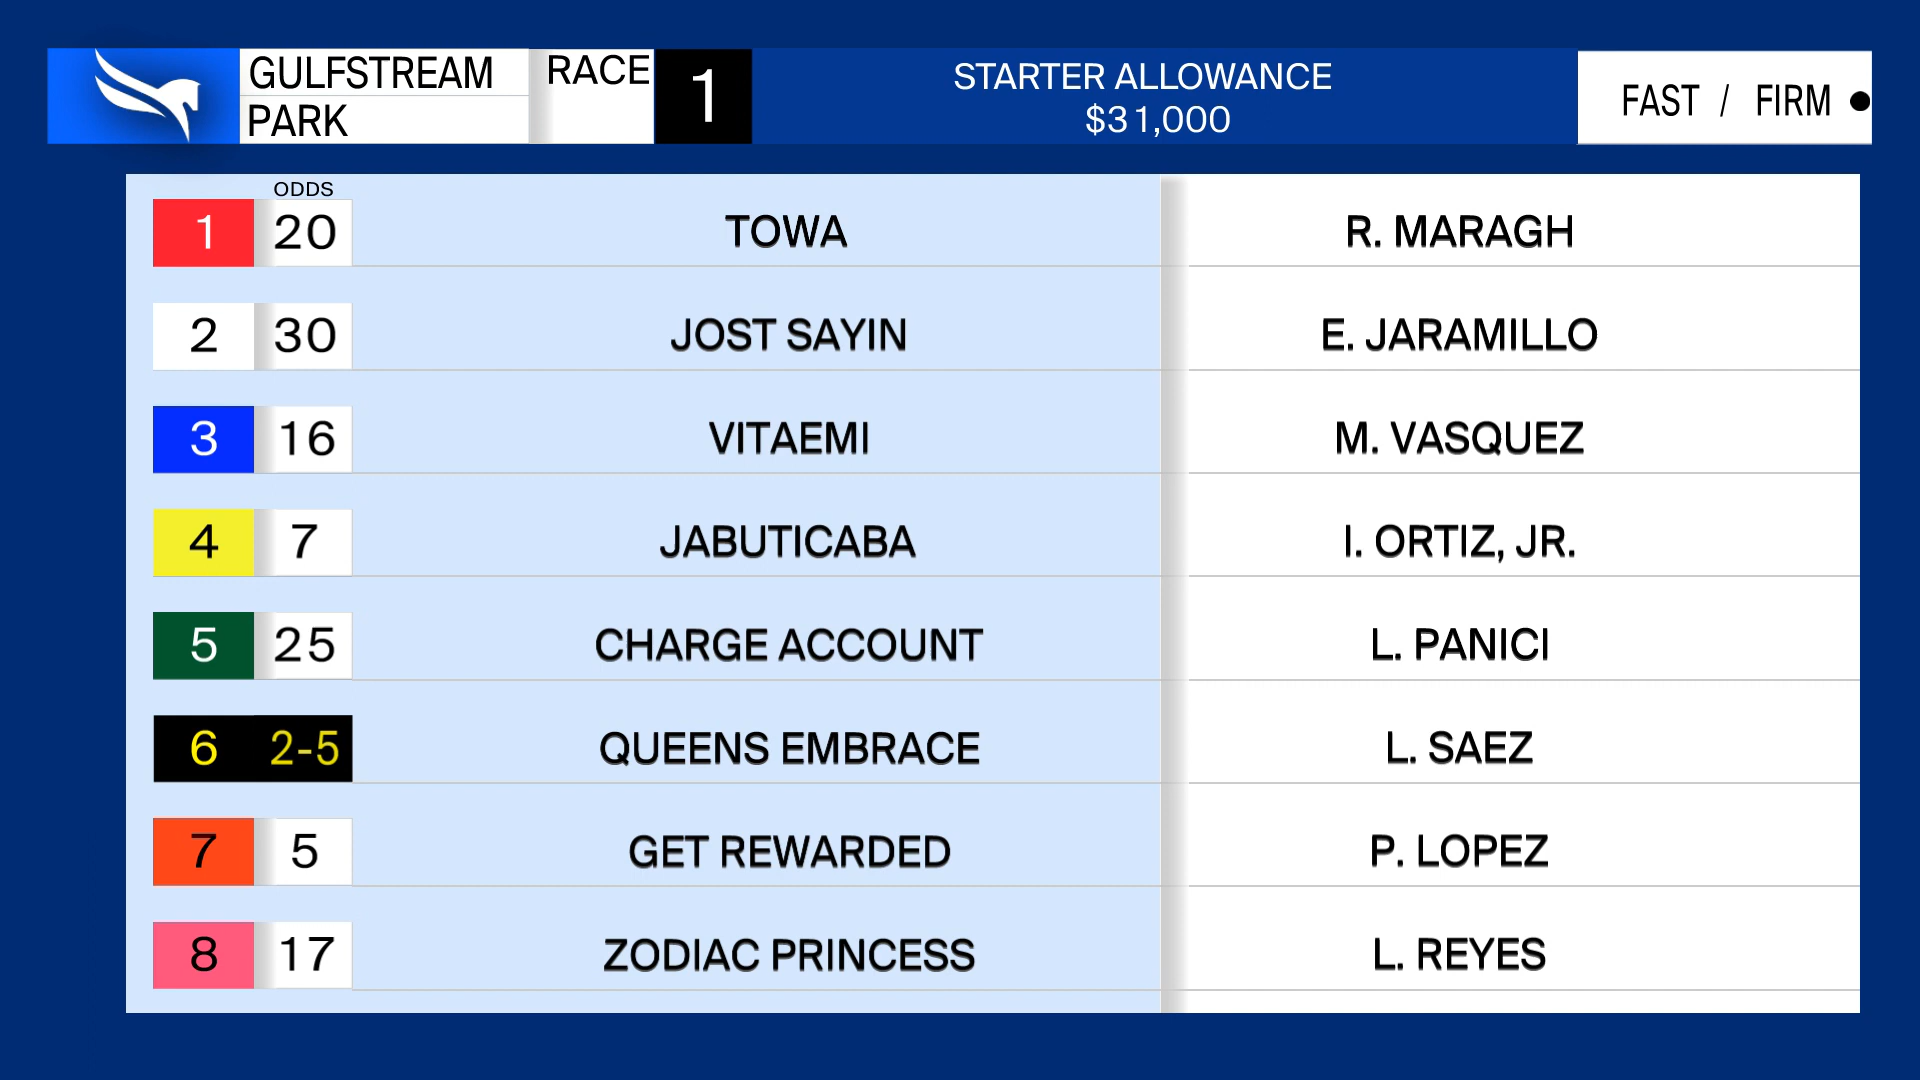 GULFSTREAM
PARK
RACE
1
STARTER ALLOWANCE
$31,000
FAST / FIRM
ODDS
1 20 TOWA R. MARAGH
2 30 JOST SAYIN E. JARAMILLO
3 16 VITAEMI M. VASQUEZ
4 7 JABUTICABA I. ORTIZ, JR.
5 25 CHARGE ACCOUNT L. PANICI
6 2-5 QUEENS EMBRACE L. SAEZ
7 5 GET REWARDED P. LOPEZ
8 17 ZODIAC PRINCESS L. REYES